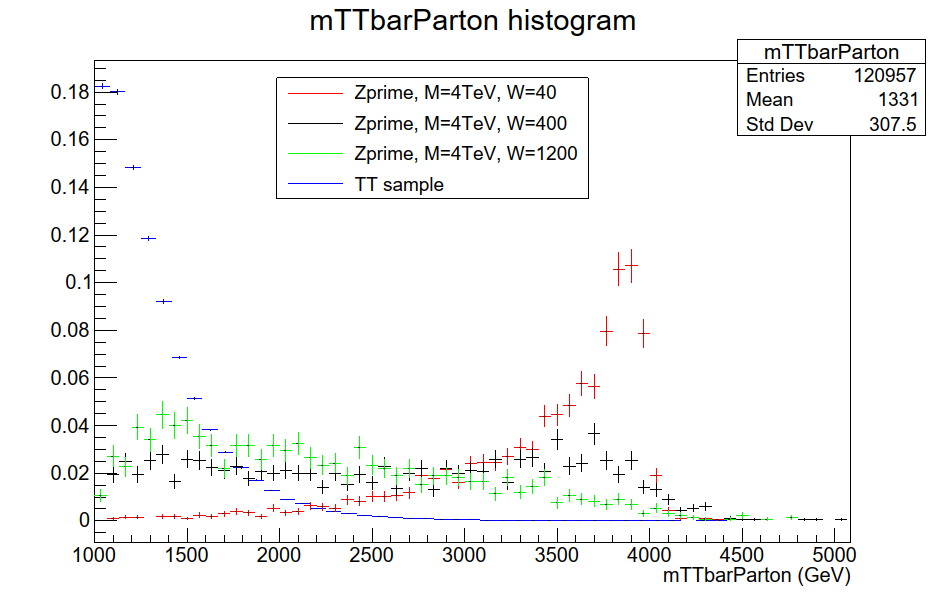 mTTbarParton histogram
mTTbarParton
Entries 120957
Mean 1331
Std Dev 307.5
Zprime, M=4TeV, W=40
Zprime, M=4TeV, W=400
Zprime, M=4TeV, W=1200
TT sample
0.18
0.16
0.14
0.12
0.1
0.08
0.06
0.04
0.02
0
1000 1500 2000 2500 3000 3500 4000 4500 5000
mTTbarParton (GeV)